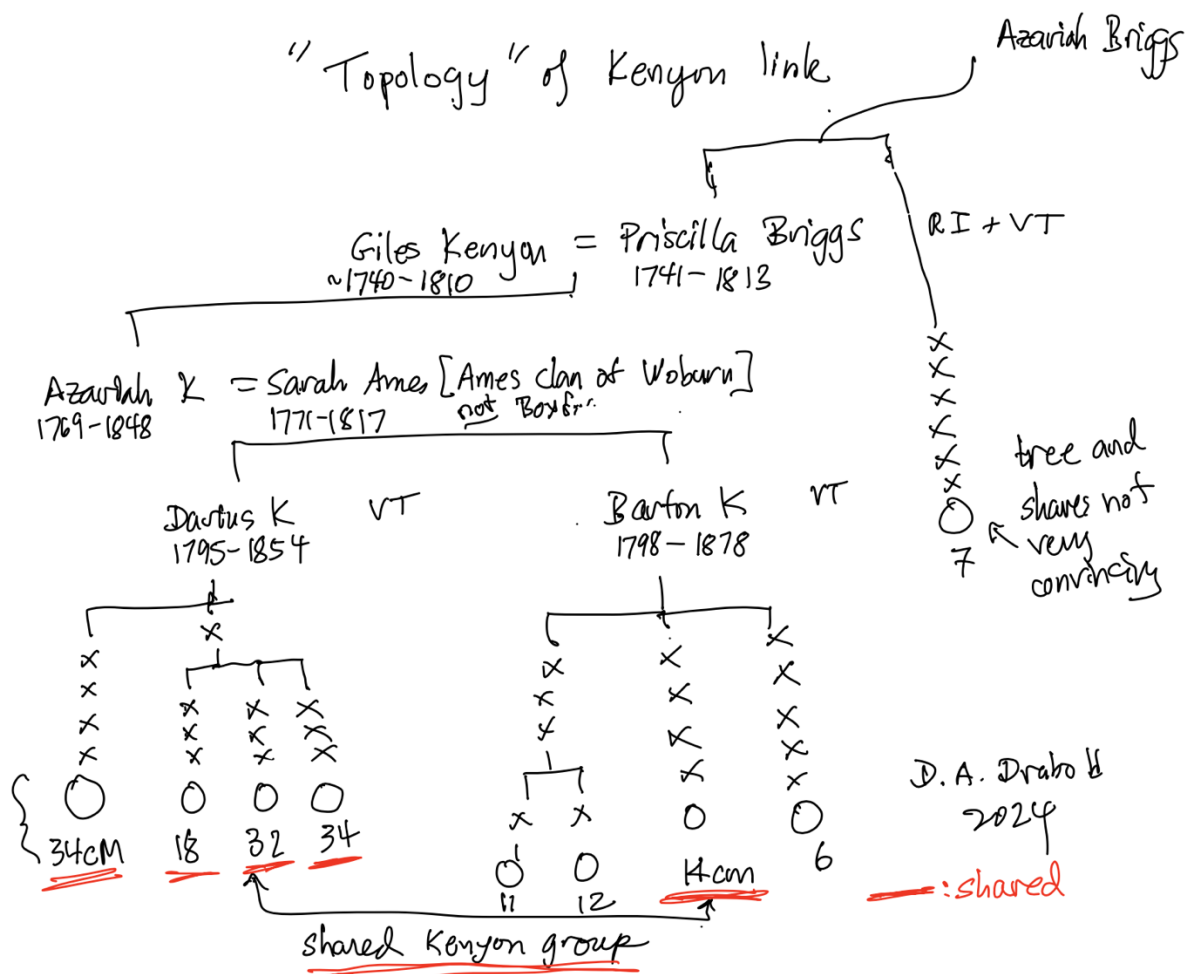 "Topology" of Kenyon link
Azariah Briggs
Giles Kenyon = Priscilla Briggs
~1740-1810
1741-1813
RI + VT
Azariah K = Sarah Ames [Ames clan of Woburn]
1769-1848
1771-1817
not
Darius K
VT
1795-1854
Barton K
VT
1798-1878
tree and
shares not
very
convincing
7
34cM
18
32
34
11
12
14cm
6
D. A. Drabold
2024
: shared
shared Kenyon group